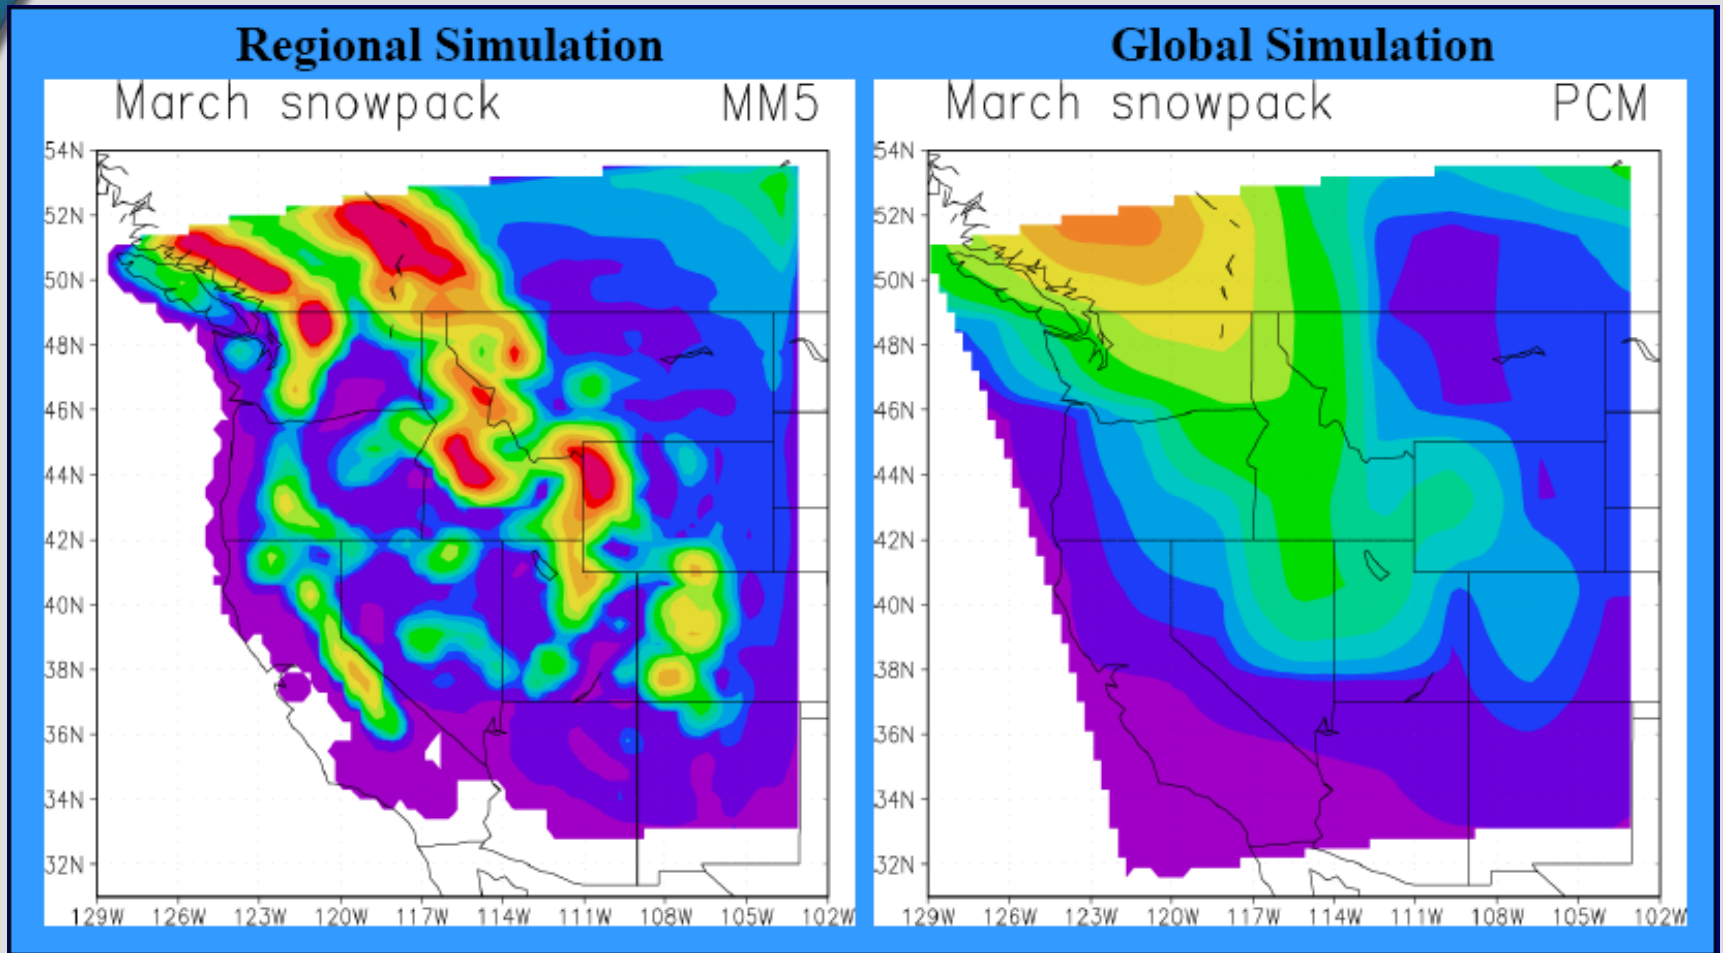 Regional Simulation
March snowpack MM5
54N
52N
50N
48N
46N
44N
42N
40N
38N
36N
34N
32N
129W 126W 123W 120W 117W 114W 111W 108W 105W 102W
Global Simulation
March snowpack PCM
54N
52N
50N
48N
46N
44N
42N
40N
38N
36N
34N
32N
129W 126W 123W 120W 117W 114W 111W 108W 105W 102W